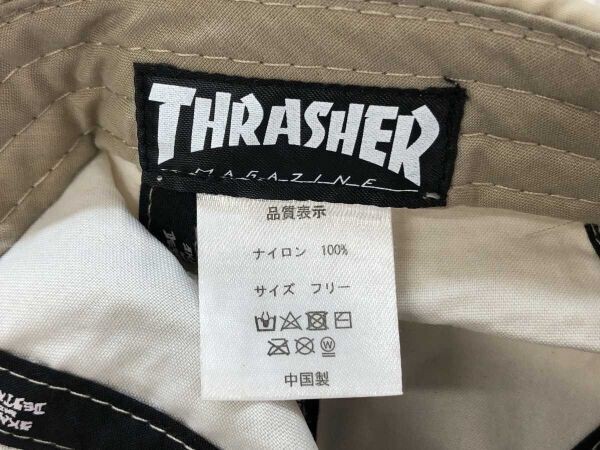 THRASHER
MAGAZINE
品質表示
ナイロン 100%
サイズ フリー
中国製